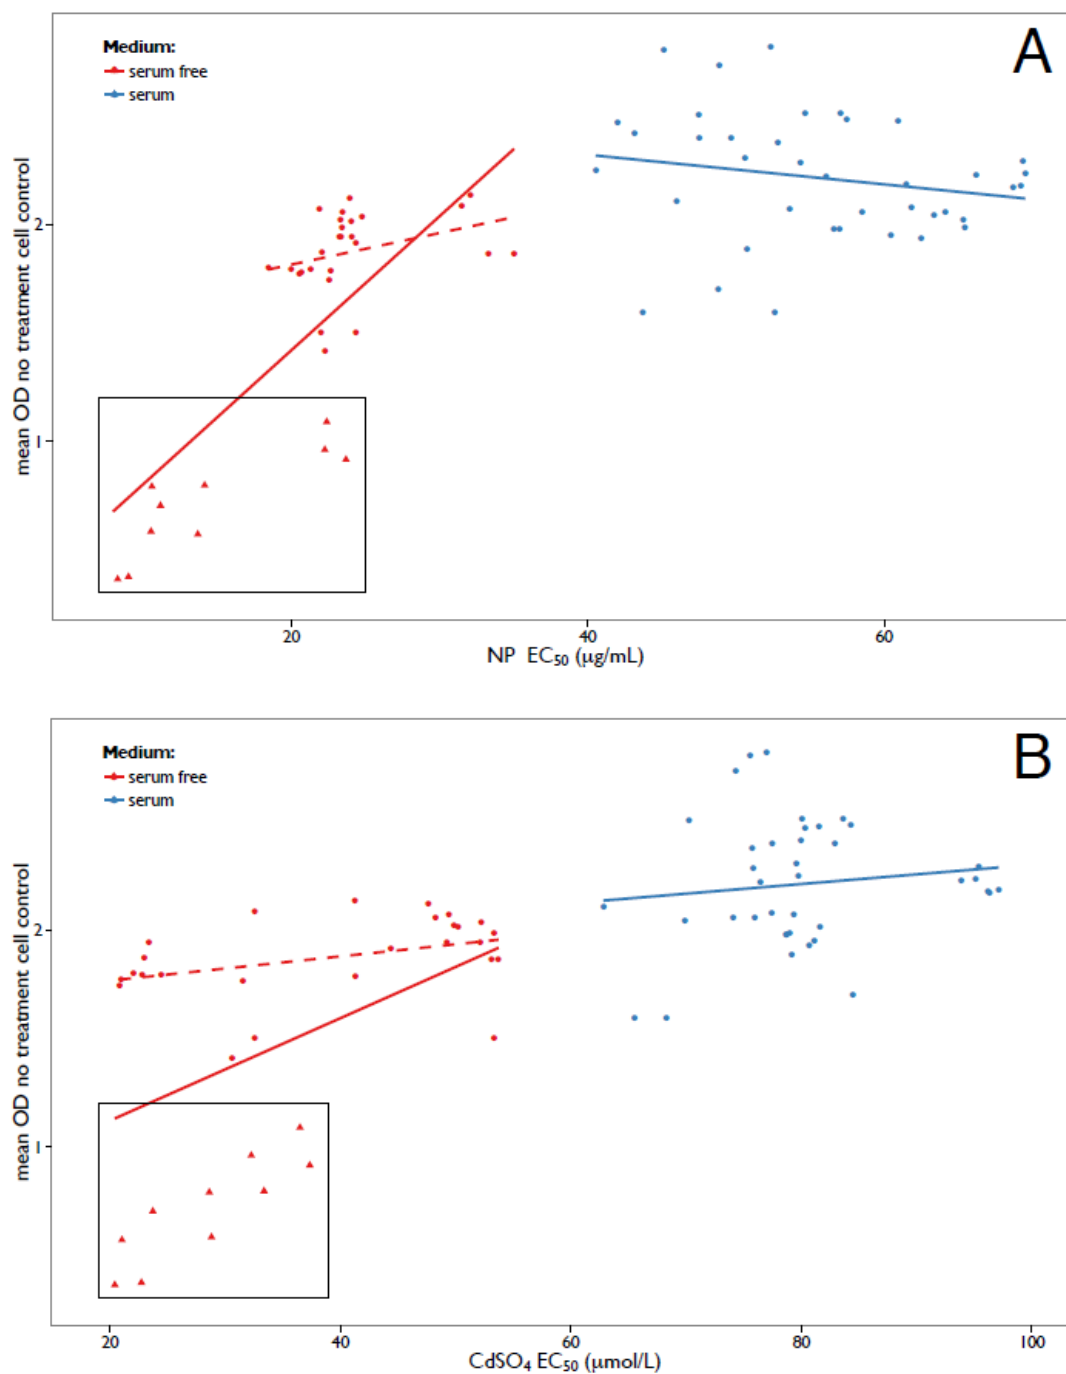 A
Medium:
serum free
serum
mean OD no treatment cell control
2
1
20 40 60
NP EC₅₀ (μg/mL)
B
Medium:
serum free
serum
mean OD no treatment cell control
2
1
20 40 60 80 100
CdSO₄ EC₅₀ (μmol/L)